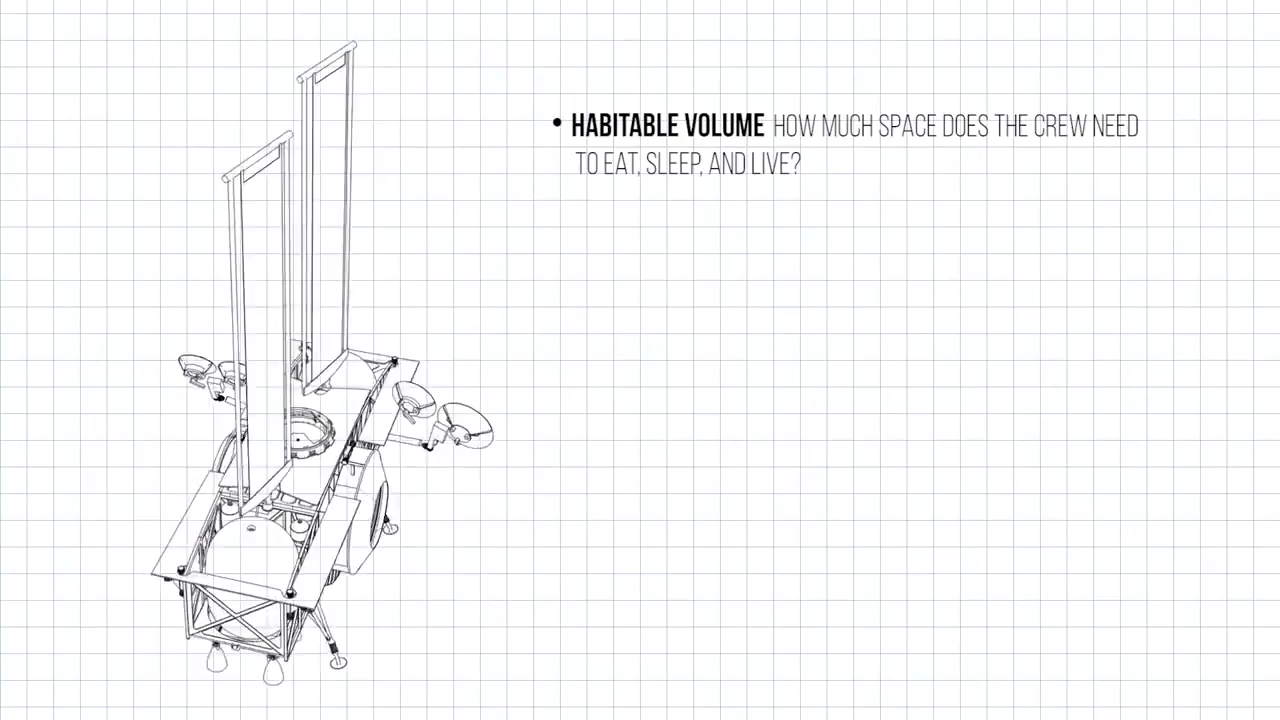 • HABITABLE VOLUME HOW MUCH SPACE DOES THE CREW NEED
TO EAT, SLEEP, AND LIVE?